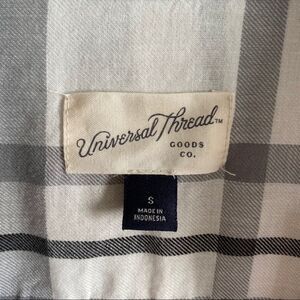 Universal Thread™
GOODS
CO.
S
MADE IN
INDONESIA